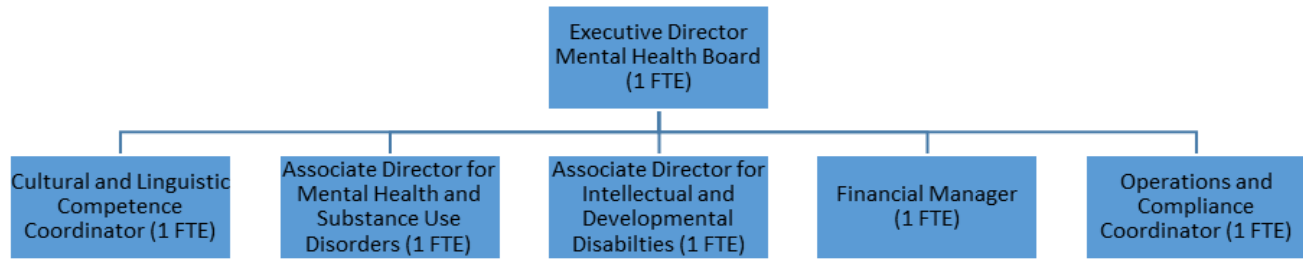 Executive Director
Mental Health Board
(1 FTE)
Cultural and Linguistic
Competence
Coordinator (1 FTE)
Associate Director for
Mental Health and
Substance Use
Disorders (1 FTE)
Associate Director for
Intellectual and
Developmental
Disabilties (1 FTE)
Financial Manager
(1 FTE)
Operations and
Compliance
Coordinator (1 FTE)